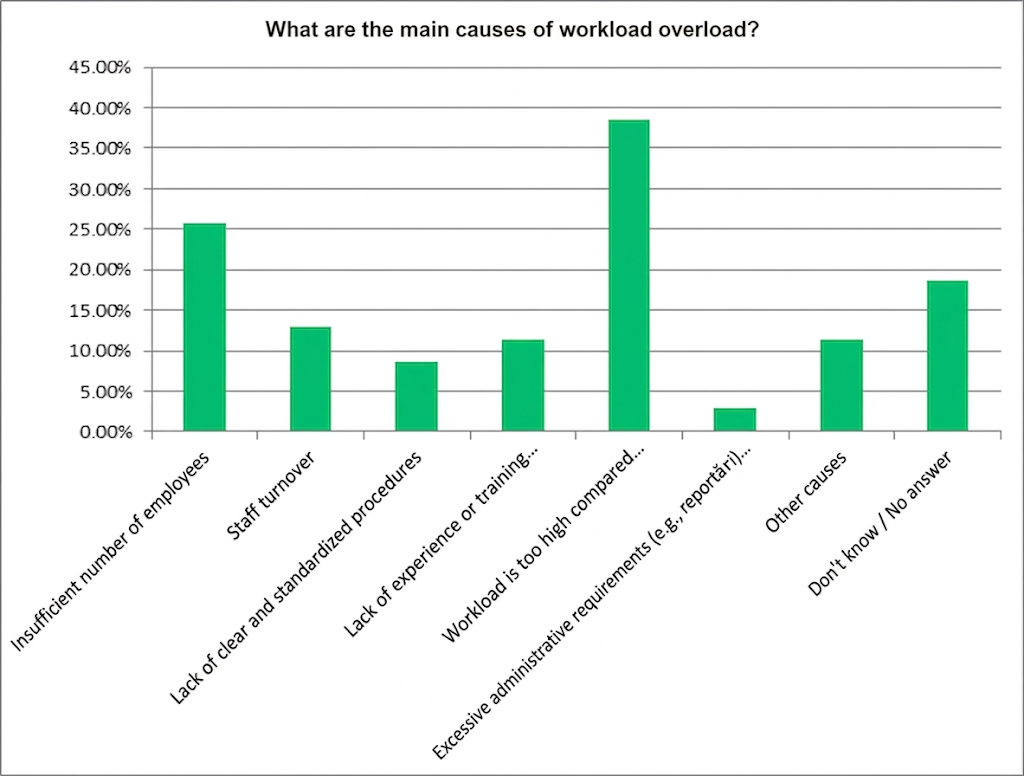 What are the main causes of workload overload?
45.00%
40.00%
35.00%
30.00%
25.00%
20.00%
15.00%
10.00%
5.00%
0.00%
Insufficient number of employees
Staff turnover
Lack of clear and standardized procedures
Lack of experience or training...
Workload is too high compared...
Excessive administrative requirements (e.g., reportări)...
Other causes
Don't know / No answer